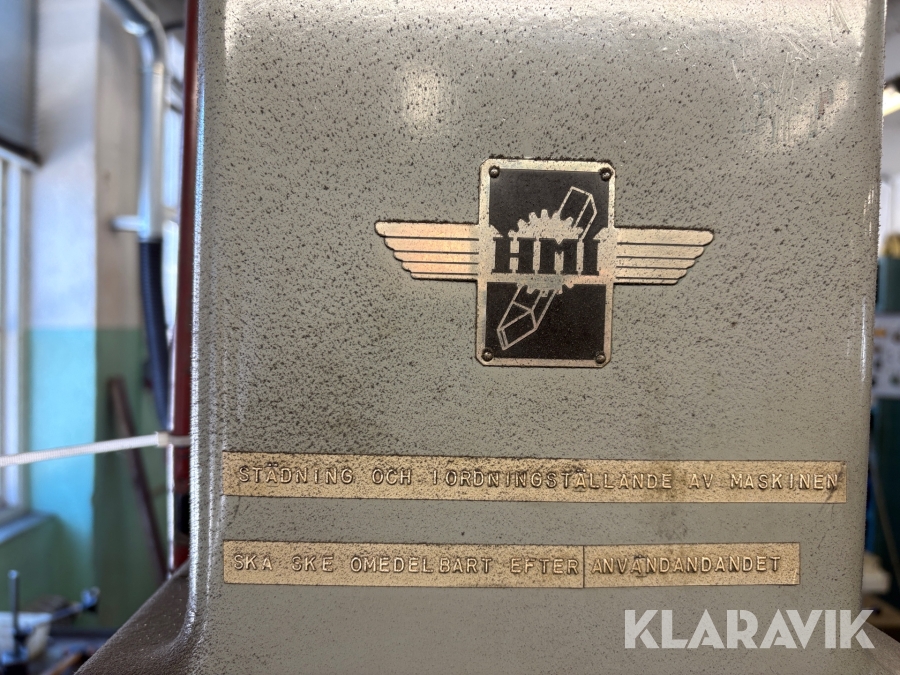 HMI
STÄDNING OCH IORDNINGSTÄLLANDE AV MASKINEN
SKA SKE OMEDELBART EFTER ANVÄNDANDANDET
KLARAVIK